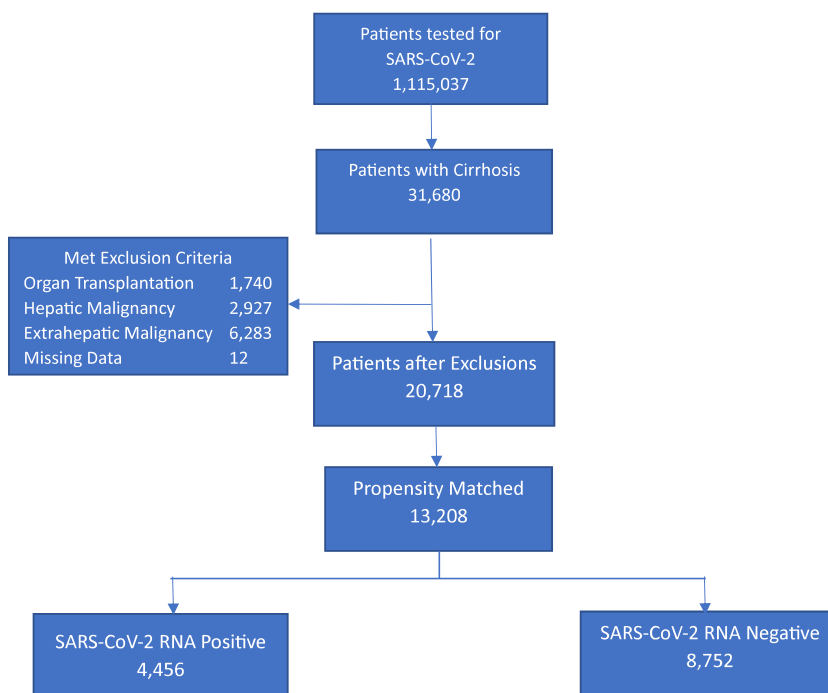 Patients tested for
SARS-CoV-2
1,115,037
Patients with Cirrhosis
31,680
Met Exclusion Criteria
Organ Transplantation 1,740
Hepatic Malignancy 2,927
Extrahepatic Malignancy 6,283
Missing Data 12
Patients after Exclusions
20,718
Propensity Matched
13,208
SARS-CoV-2 RNA Positive
4,456
SARS-CoV-2 RNA Negative
8,752